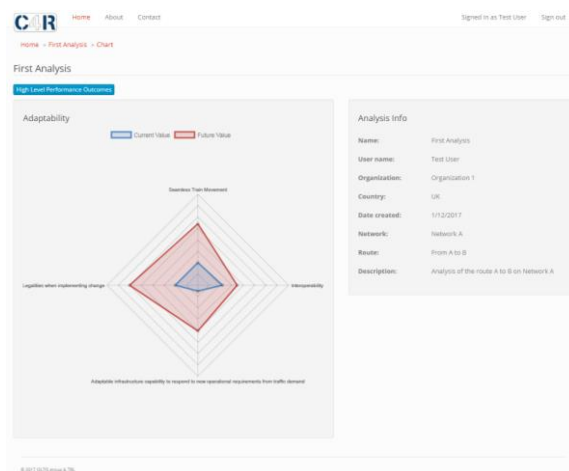 C4R
Home About Contact
Signed in as Test User Sign out
Home > First Analysis > Chart
First Analysis
High Level Performance Outcomes
Adaptability
Current Value Future Value
Seamless Train Movement
Legalities when implementing change
Interoperability
Adaptable infrastructure capability to respond to new operational requirements from traffic demand
Analysis Info
Name: First Analysis
User name: Test User
Organization: Organization 1
Country: UK
Date created: 1/12/2017
Network: Network A
Route: From A to B
Description: Analysis of the route A to B on Network A
© 2017